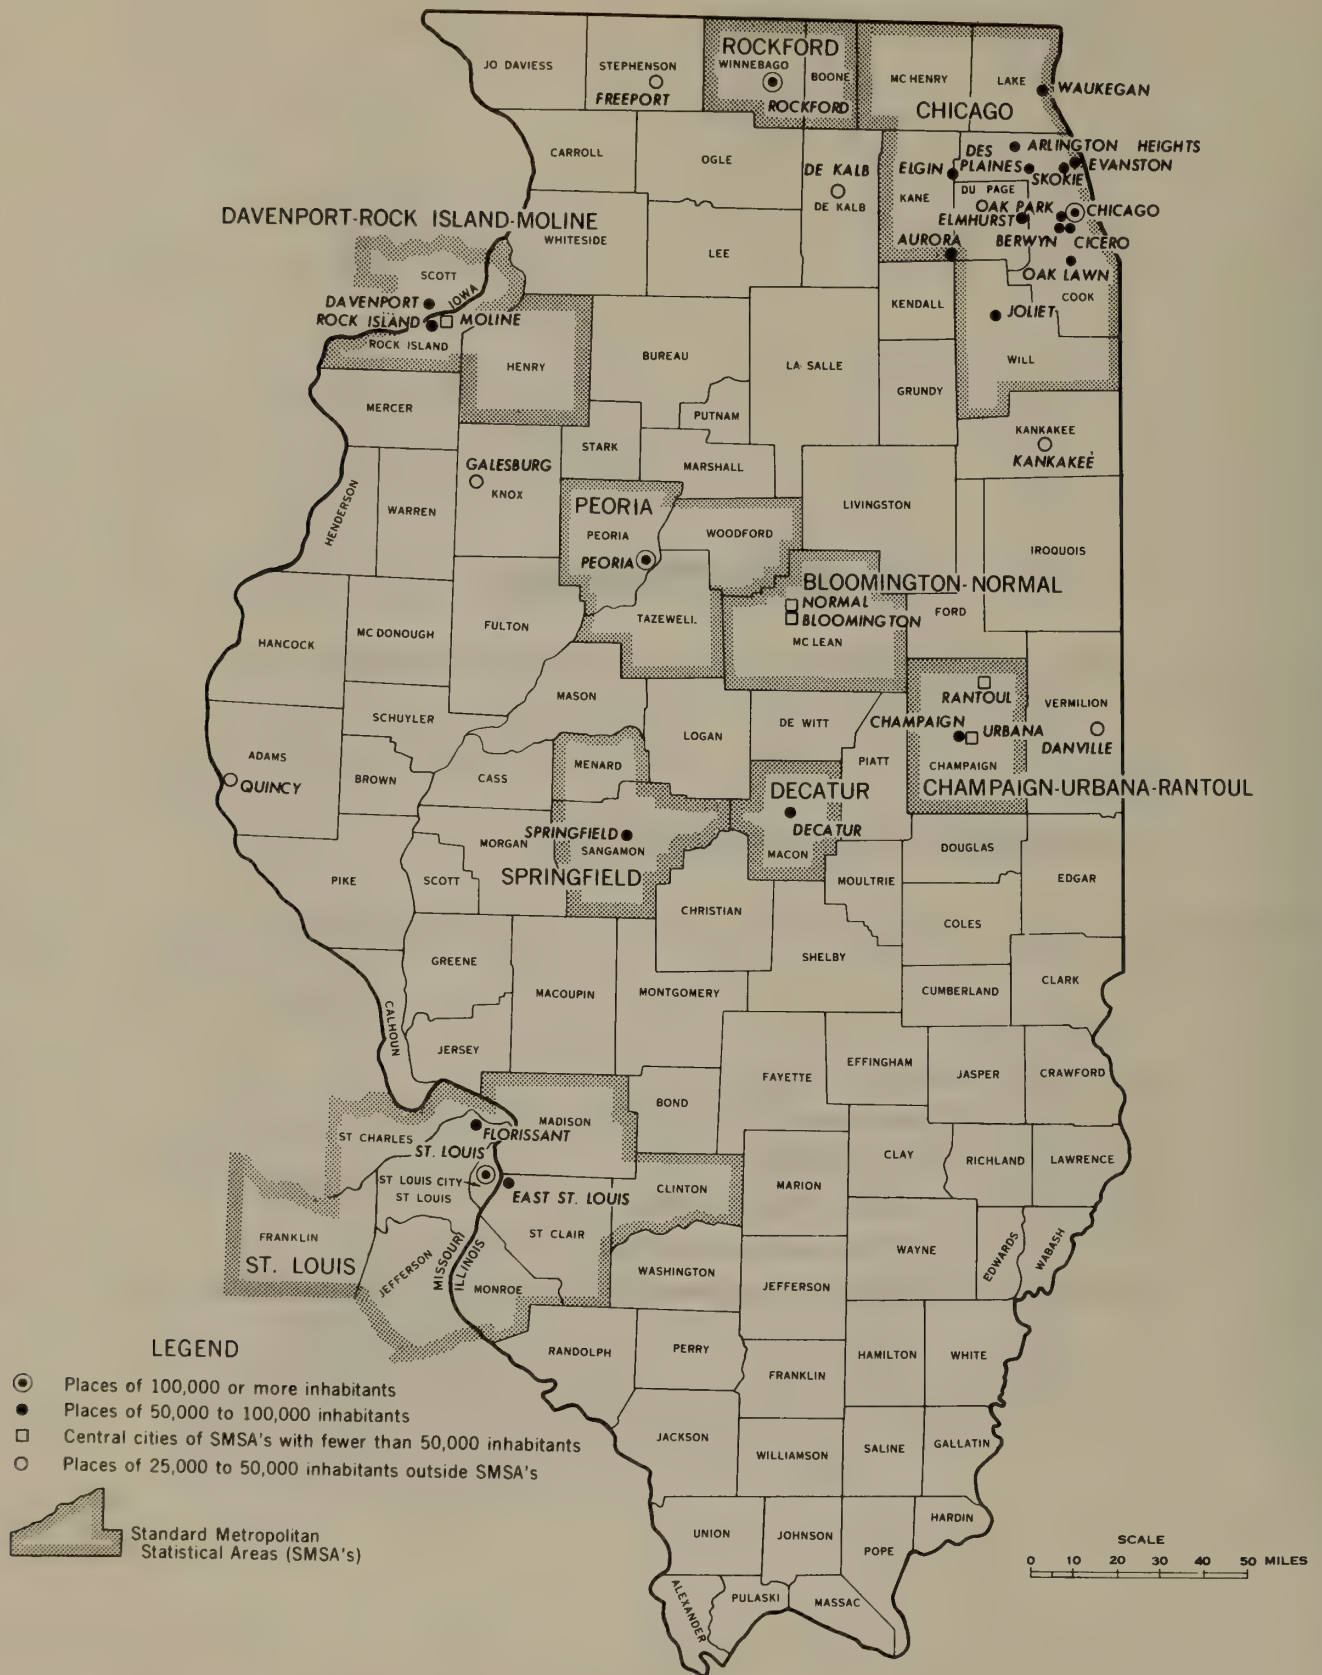 ROCKFORD
JO DAVIESS
STEPHENSON
WINNEBAGO
BOONE
MC HENRY
LAKE
FREEPORT
ROCKFORD
CHICAGO
WAUKEGAN
CARROLL
OGLE
DE KALB
DE KALB
ELGIN
DES
PLAINES
ARLINGTON HEIGHTS
EVANSTON
SKOKIE
KANE
DU PAGE
OAK PARK
CHICAGO
ELMHURST
AURORA
BERWYN
CICERO
OAK LAWN
COOK
DAVENPORT-ROCK ISLAND-MOLINE
WHITESIDE
LEE
SCOTT
IOWA
DAVENPORT
ROCK ISLAND
MOLINE
ROCK ISLAND
KENDALL
JOLIET
HENRY
BUREAU
LA SALLE
WILL
GRUNDY
MERCER
PUTNAM
KANKAKEE
KANKAKEE
STARK
MARSHALL
GALESBURG
KNOX
HENDERSON
WARREN
PEORIA
PEORIA
PEORIA
WOODFORD
LIVINGSTON
IROQUOIS
BLOOMINGTON-NORMAL
NORMAL
BLOOMINGTON
MC LEAN
FORD
TAZEWELL
HANCOCK
MC DONOUGH
FULTON
MASON
RANTOUL
VERMILION
SCHUYLER
LOGAN
DE WITT
CHAMPAIGN
URBANA
DANVILLE
ADAMS
QUINCY
BROWN
CASS
MENARD
PIATT
CHAMPAIGN
CHAMPAIGN-URBANA-RANTOUL
DECATUR
DECATUR
MACON
SPRINGFIELD
SANGAMON
SPRINGFIELD
MORGAN
PIKE
SCOTT
DOUGLAS
MOULTRIE
EDGAR
CHRISTIAN
COLES
SHELBY
GREENE
MACOUPIN
MONTGOMERY
CUMBERLAND
CLARK
CALHOUN
JERSEY
FAYETTE
EFFINGHAM
JASPER
CRAWFORD
BOND
MADISON
ST CHARLES
FLORISSANT
ST. LOUIS
ST LOUIS CITY
ST LOUIS
EAST ST. LOUIS
CLINTON
MARION
CLAY
RICHLAND
LAWRENCE
FRANKLIN
ST. LOUIS
JEFFERSON
MISSOURI
ILLINOIS
ST CLAIR
MONROE
WASHINGTON
JEFFERSON
WAYNE
EDWARDS
WABASH
RANDOLPH
PERRY
FRANKLIN
HAMILTON
WHITE
JACKSON
WILLIAMSON
SALINE
GALLATIN
UNION
JOHNSON
POPE
HARDIN
ALEXANDER
PULASKI
MASSAC
LEGEND
Places of 100,000 or more inhabitants
Places of 50,000 to 100,000 inhabitants
Central cities of SMSA's with fewer than 50,000 inhabitants
Places of 25,000 to 50,000 inhabitants outside SMSA's
Standard Metropolitan
Statistical Areas (SMSA's)
SCALE
0 10 20 30 40 50 MILES